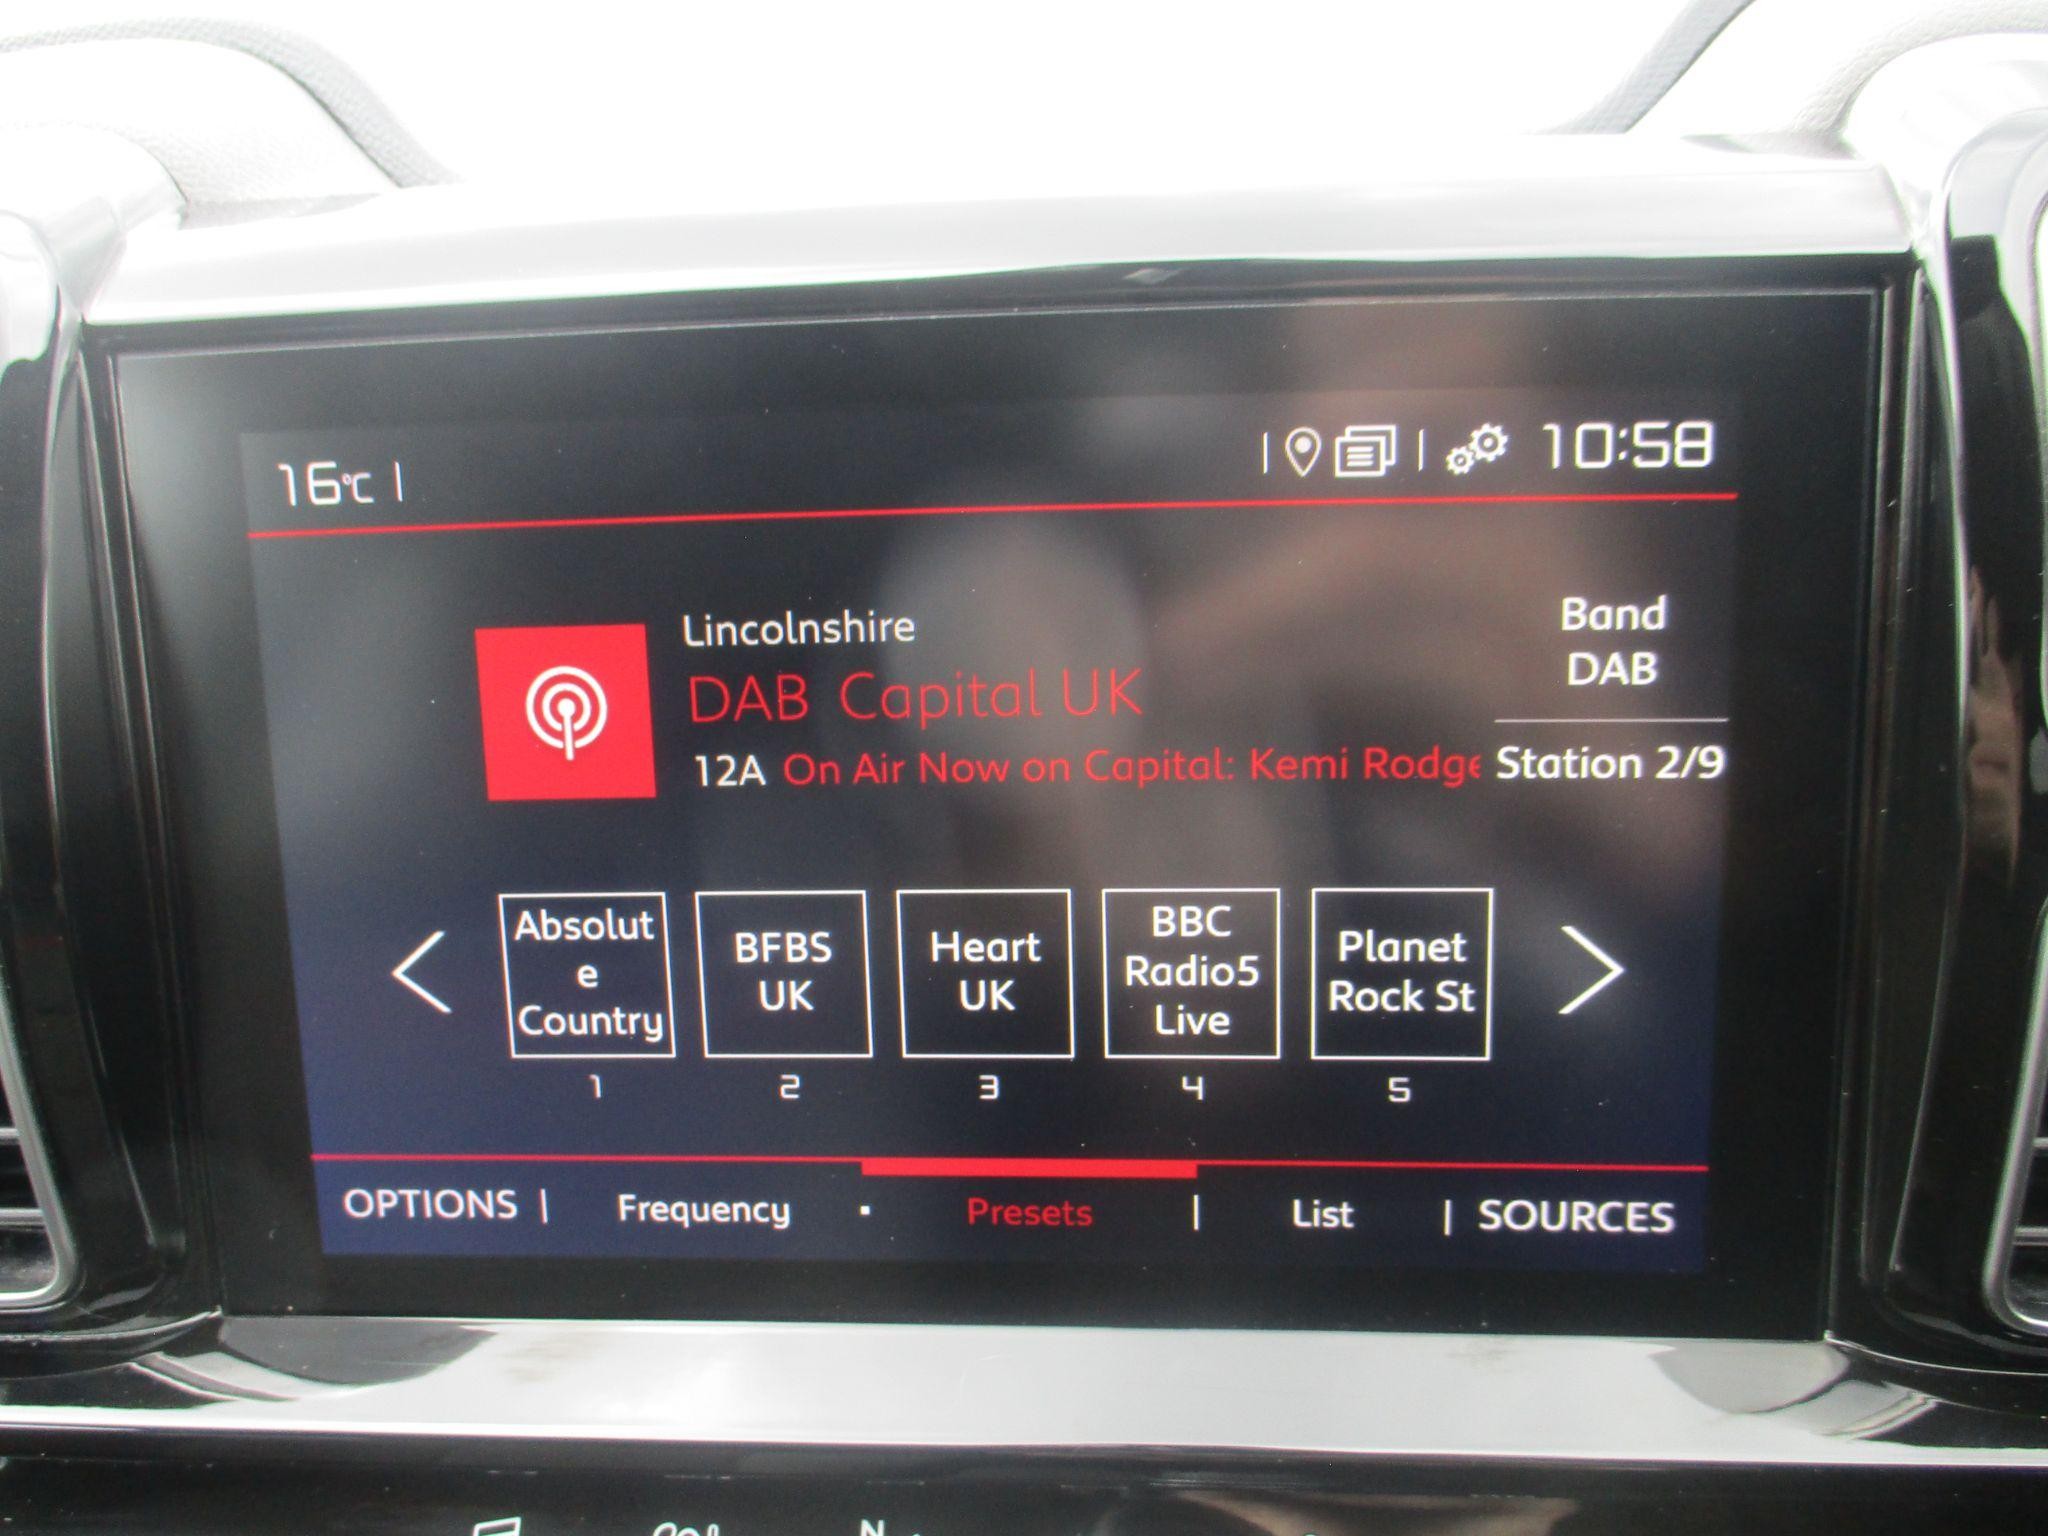 16°C |
| | 10:58
Lincolnshire
DAB Capital UK
12A On Air Now on Capital: Kemi Rodge
Band
DAB
Station 2/9
Absolut
e
Country
1
BFBS
UK
2
Heart
UK
3
BBC
Radio5
Live
4
Planet
Rock St
5
OPTIONS | Frequency · Presets | List | SOURCES